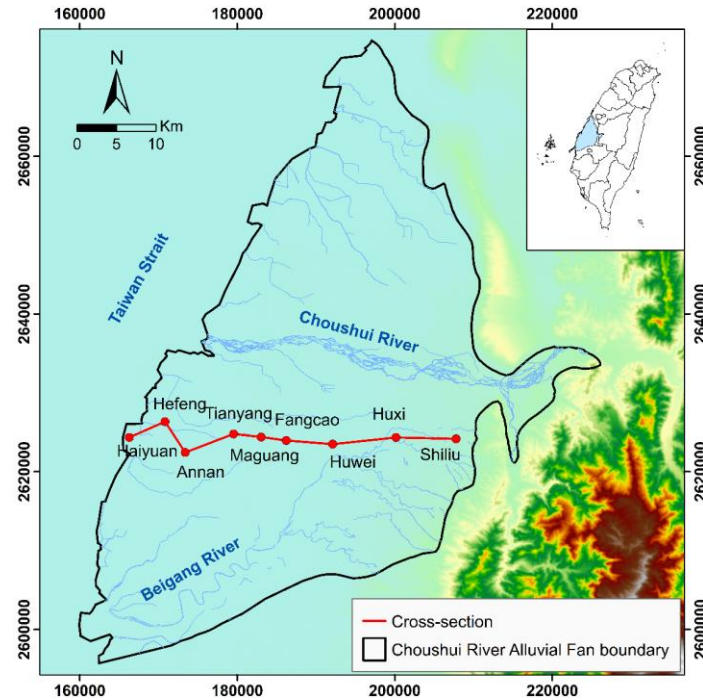 160000
180000
200000
220000
N
Km
0
5
10
2660000
2660000
Taiwan Strait
2640000
2640000
Choushui River
Hefeng
Tianyang
Fangcao
Huxi
Haiyuan
Annan
Maguang
Huwei
Shiliu
2620000
2620000
Beigang River
2600000
2600000
Cross-section
Choushui River Alluvial Fan boundary
160000
180000
200000
220000